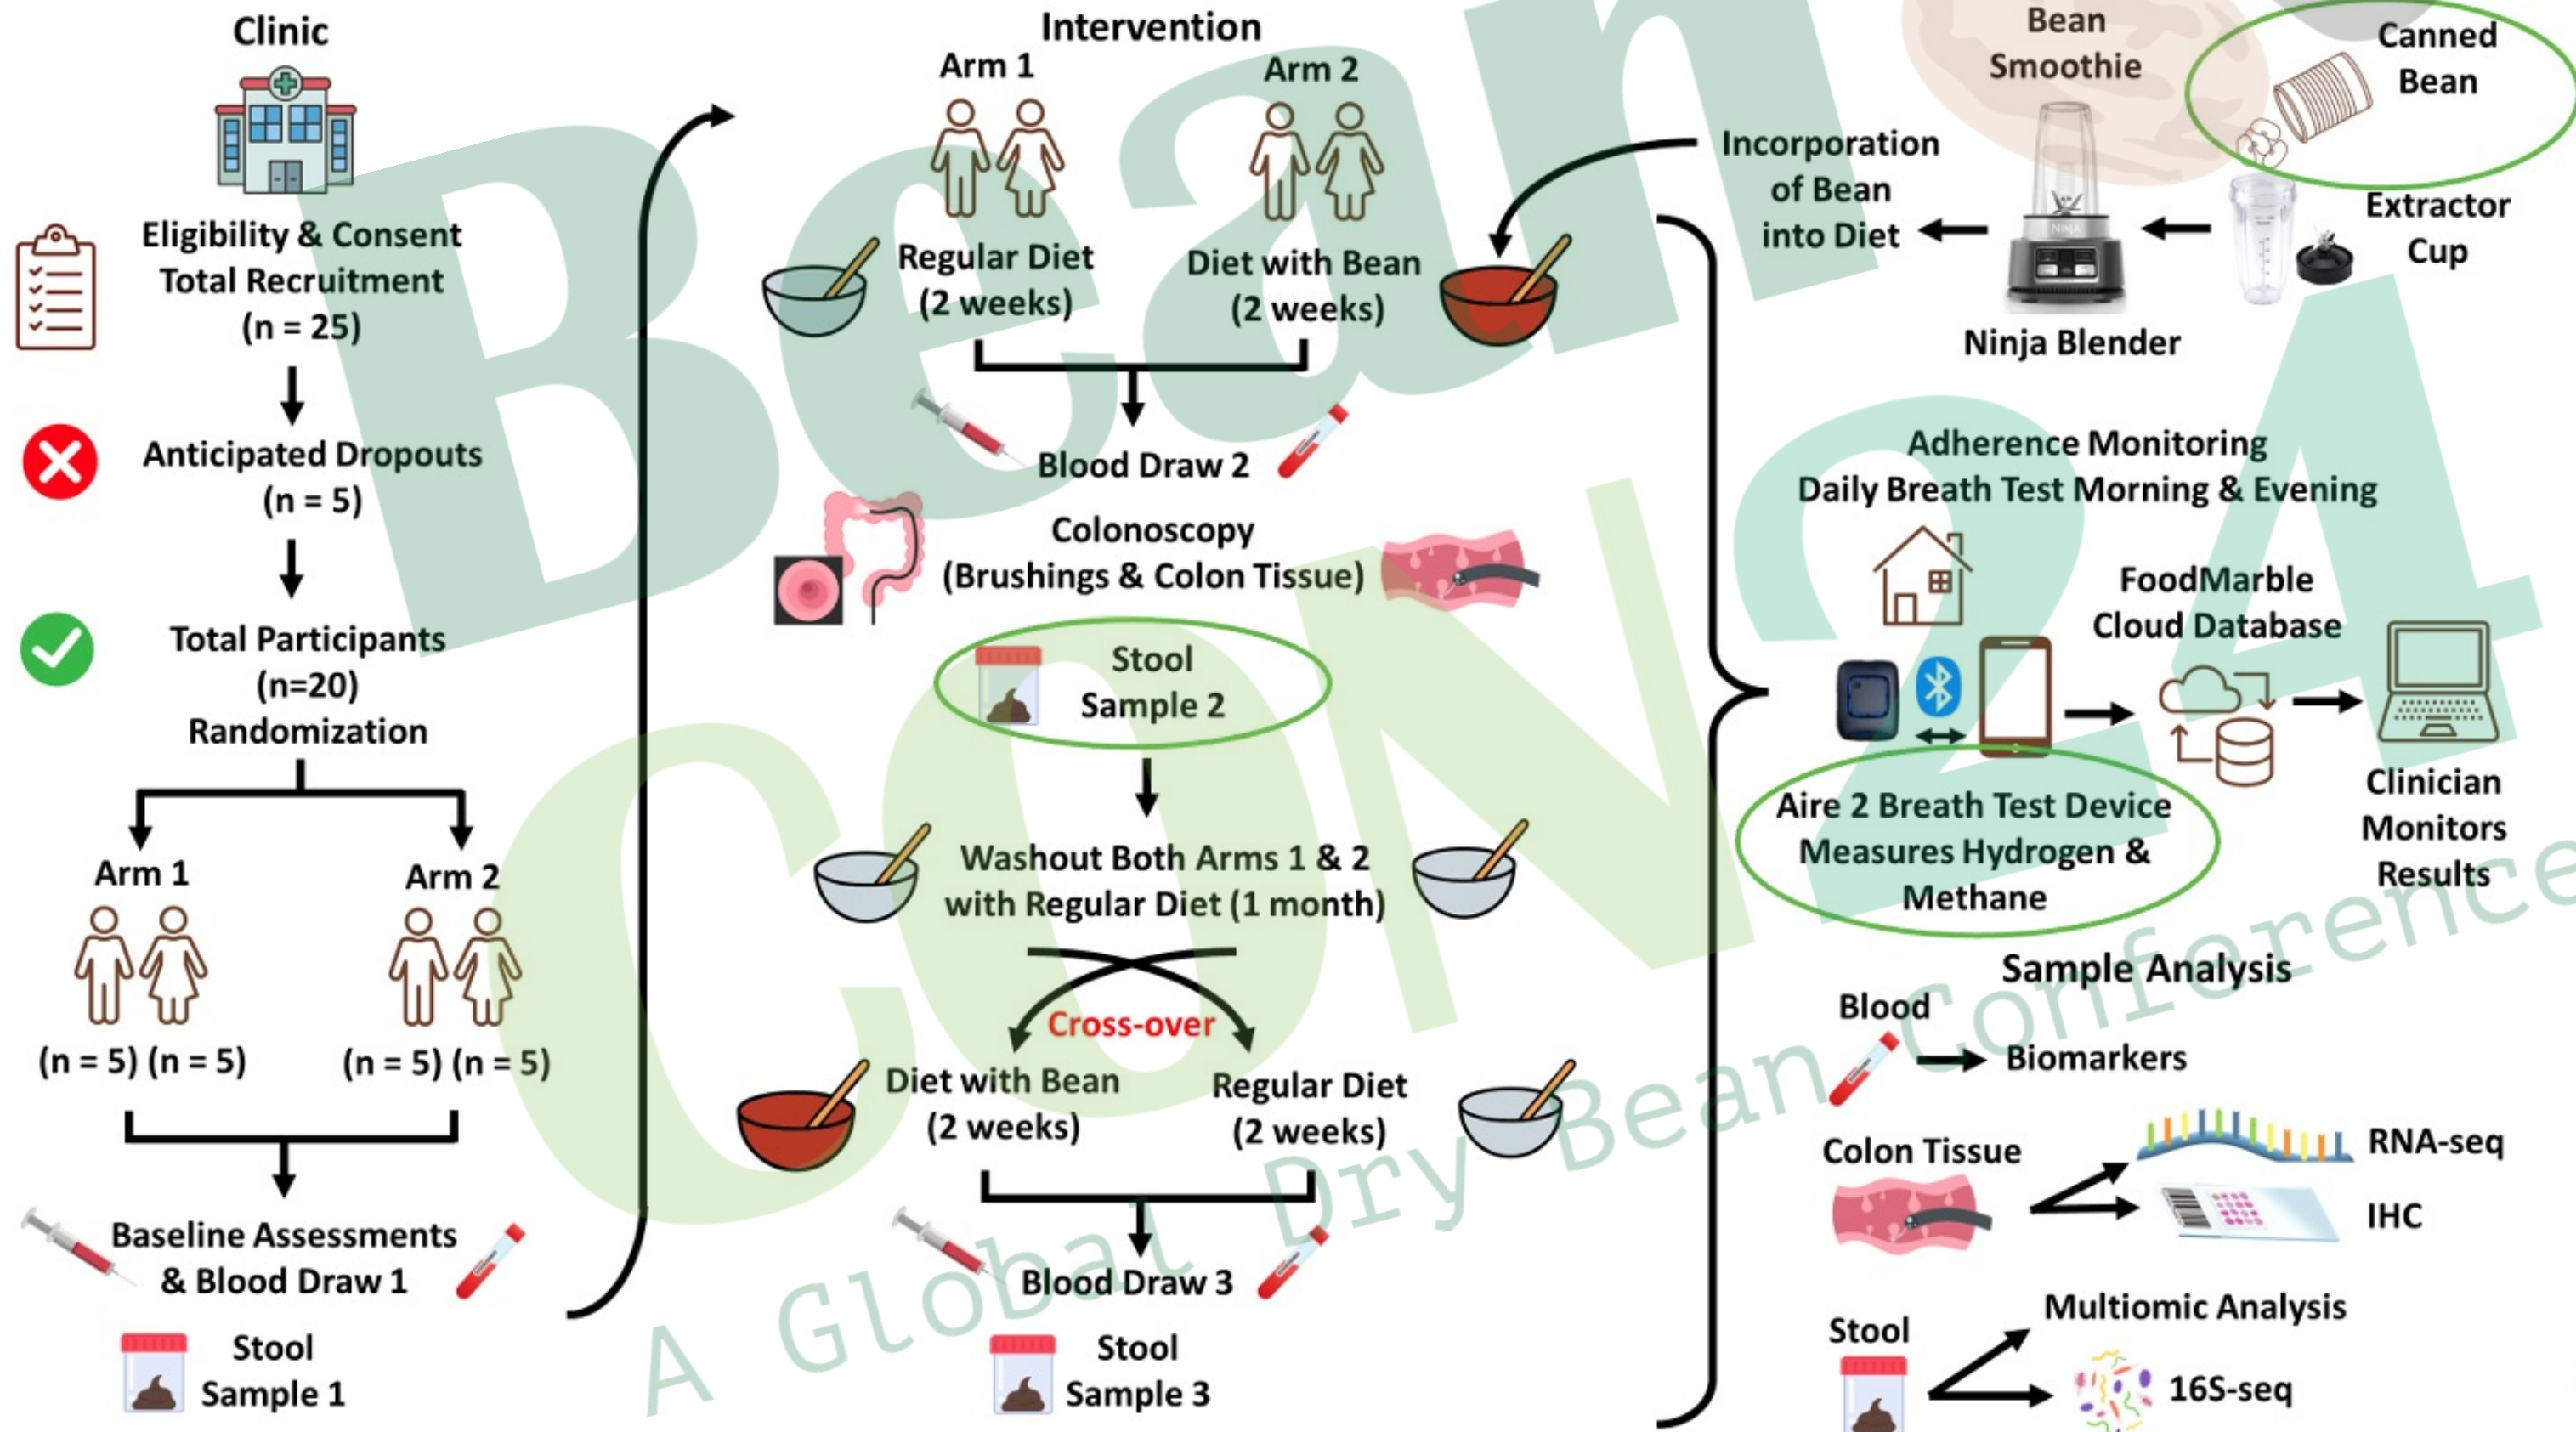 Clinic
Eligibility & Consent
Total Recruitment
(n = 25)
Anticipated Dropouts
(n = 5)
Total Participants
(n=20)
Randomization
Arm 1
Arm 2
(n = 5) (n = 5)
(n = 5) (n = 5)
Baseline Assessments
& Blood Draw 1
Stool
Sample 1
Intervention
Arm 1
Arm 2
Regular Diet
(2 weeks)
Diet with Bean
(2 weeks)
Blood Draw 2
Colonoscopy
(Brushings & Colon Tissue)
Stool
Sample 2
Washout Both Arms 1 & 2
with Regular Diet (1 month)
Cross-over
Diet with Bean
(2 weeks)
Regular Diet
(2 weeks)
Blood Draw 3
Stool
Sample 3
Bean
Smoothie
Canned
Bean
Incorporation
of Bean
into Diet
NINJA
Extractor
Cup
Ninja Blender
Adherence Monitoring
Daily Breath Test Morning & Evening
FoodMarble
Cloud Database
Aire 2 Breath Test Device
Measures Hydrogen &
Methane
Clinician
Monitors
Results
Sample Analysis
Blood
Biomarkers
Colon Tissue
RNA-seq
IHC
Stool
Multiomic Analysis
16S-seq
Bean
CON24
A Global Dry Bean Conference